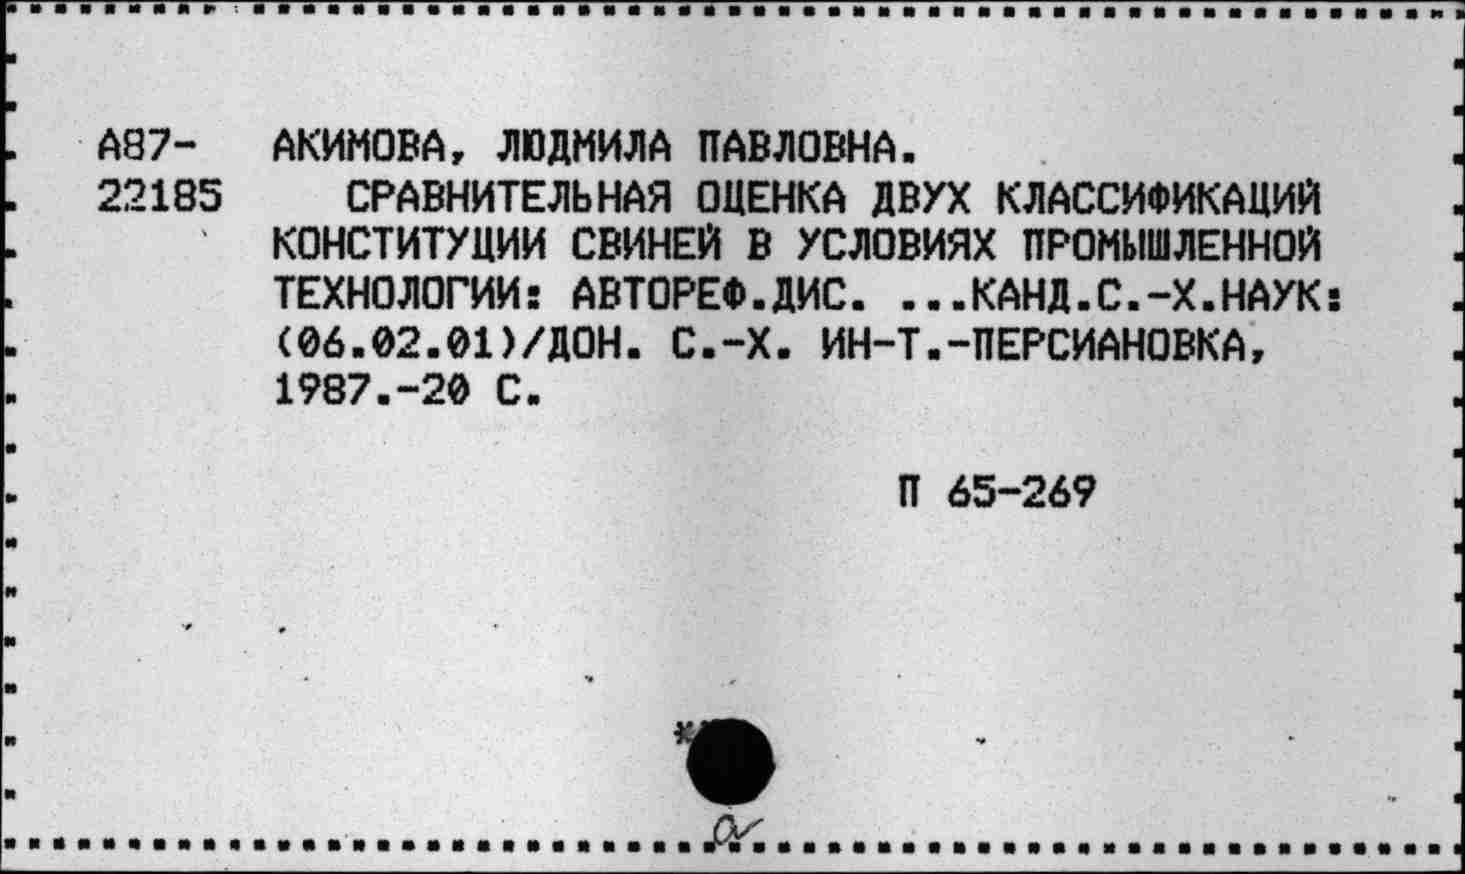 А87- АКИМОВА, ЛЮДМИЛА ПАВЛОВНА.
22185 СРАВНИТЕЛЬНАЯ ОЦЕНКА ДВУХ КЛАССИФИКАЦИЙ
КОНСТИТУЦИИ СВИНЕЙ В УСЛОВИЯХ ПРОМЫШЛЕННОЙ
ТЕХНОЛОГИИ: АВТОРЕФ.ДИС. ...КАНД.С.-Х.НАУК:
(06.02.01)/ДОН. С.-Х. ИН-Т.-ПЕРСИАНОВКА,
1987.-20 С.
П 65-269